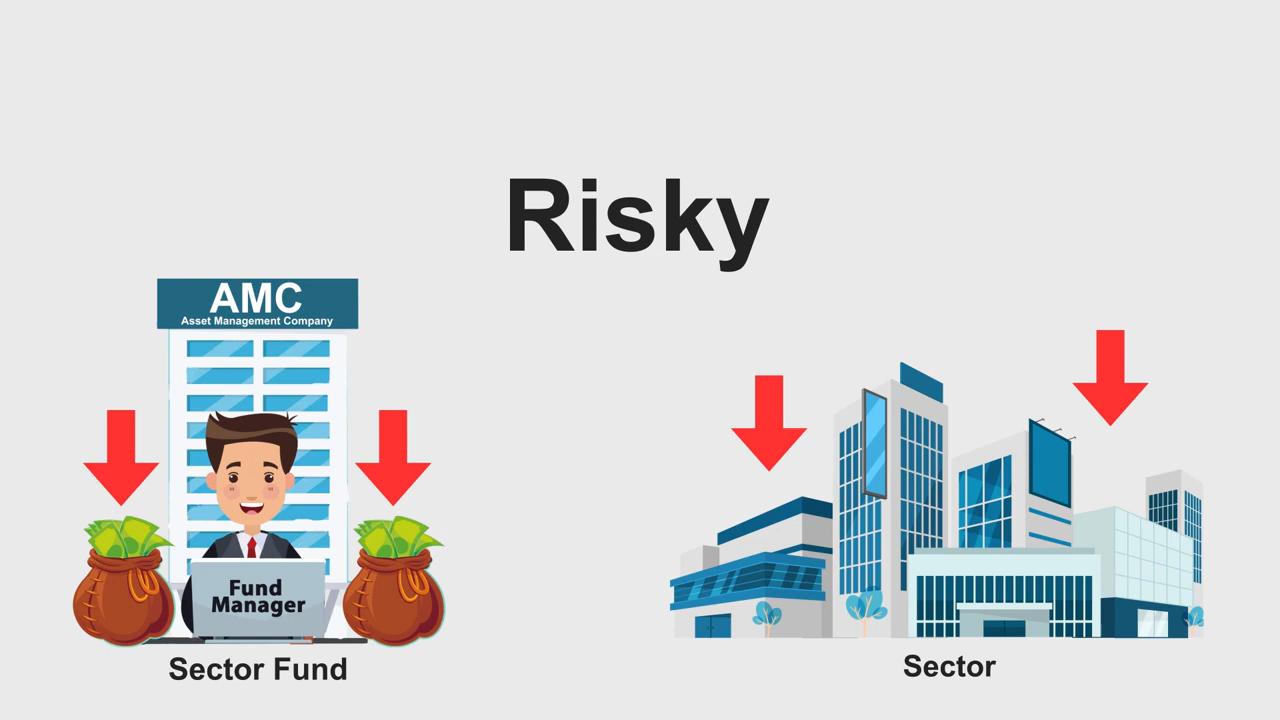 Risky
AMC
Asset Management Company
Fund
Manager
Sector Fund
Sector